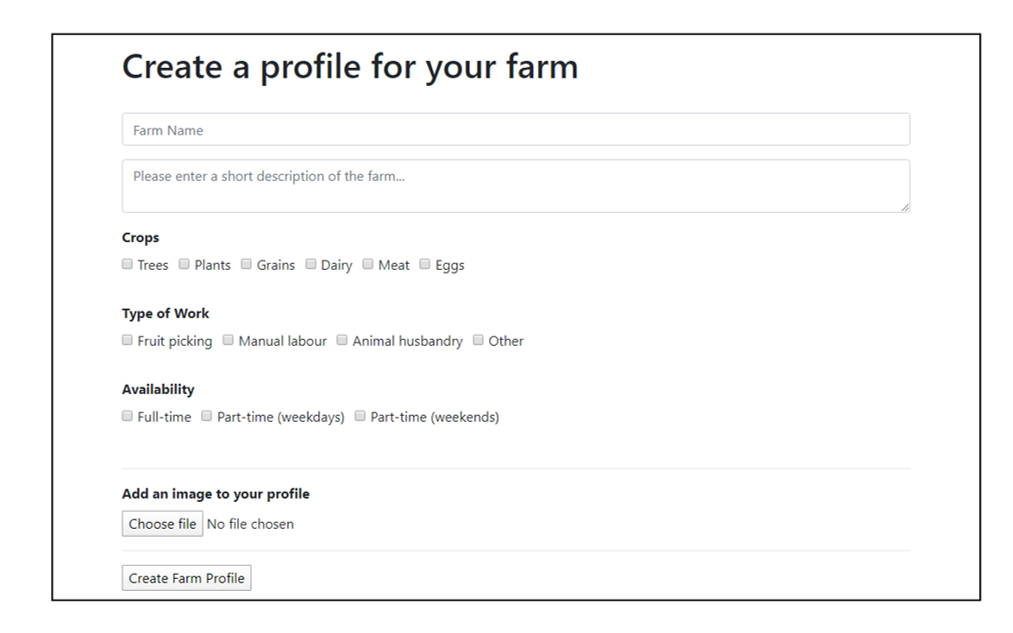 Create a profile for your farm
Farm Name
Please enter a short description of the farm...
Crops
Trees Plants Grains Dairy Meat Eggs
Type of Work
Fruit picking Manual labour Animal husbandry Other
Availability
Full-time Part-time (weekdays) Part-time (weekends)
Add an image to your profile
Choose file No file chosen
Create Farm Profile